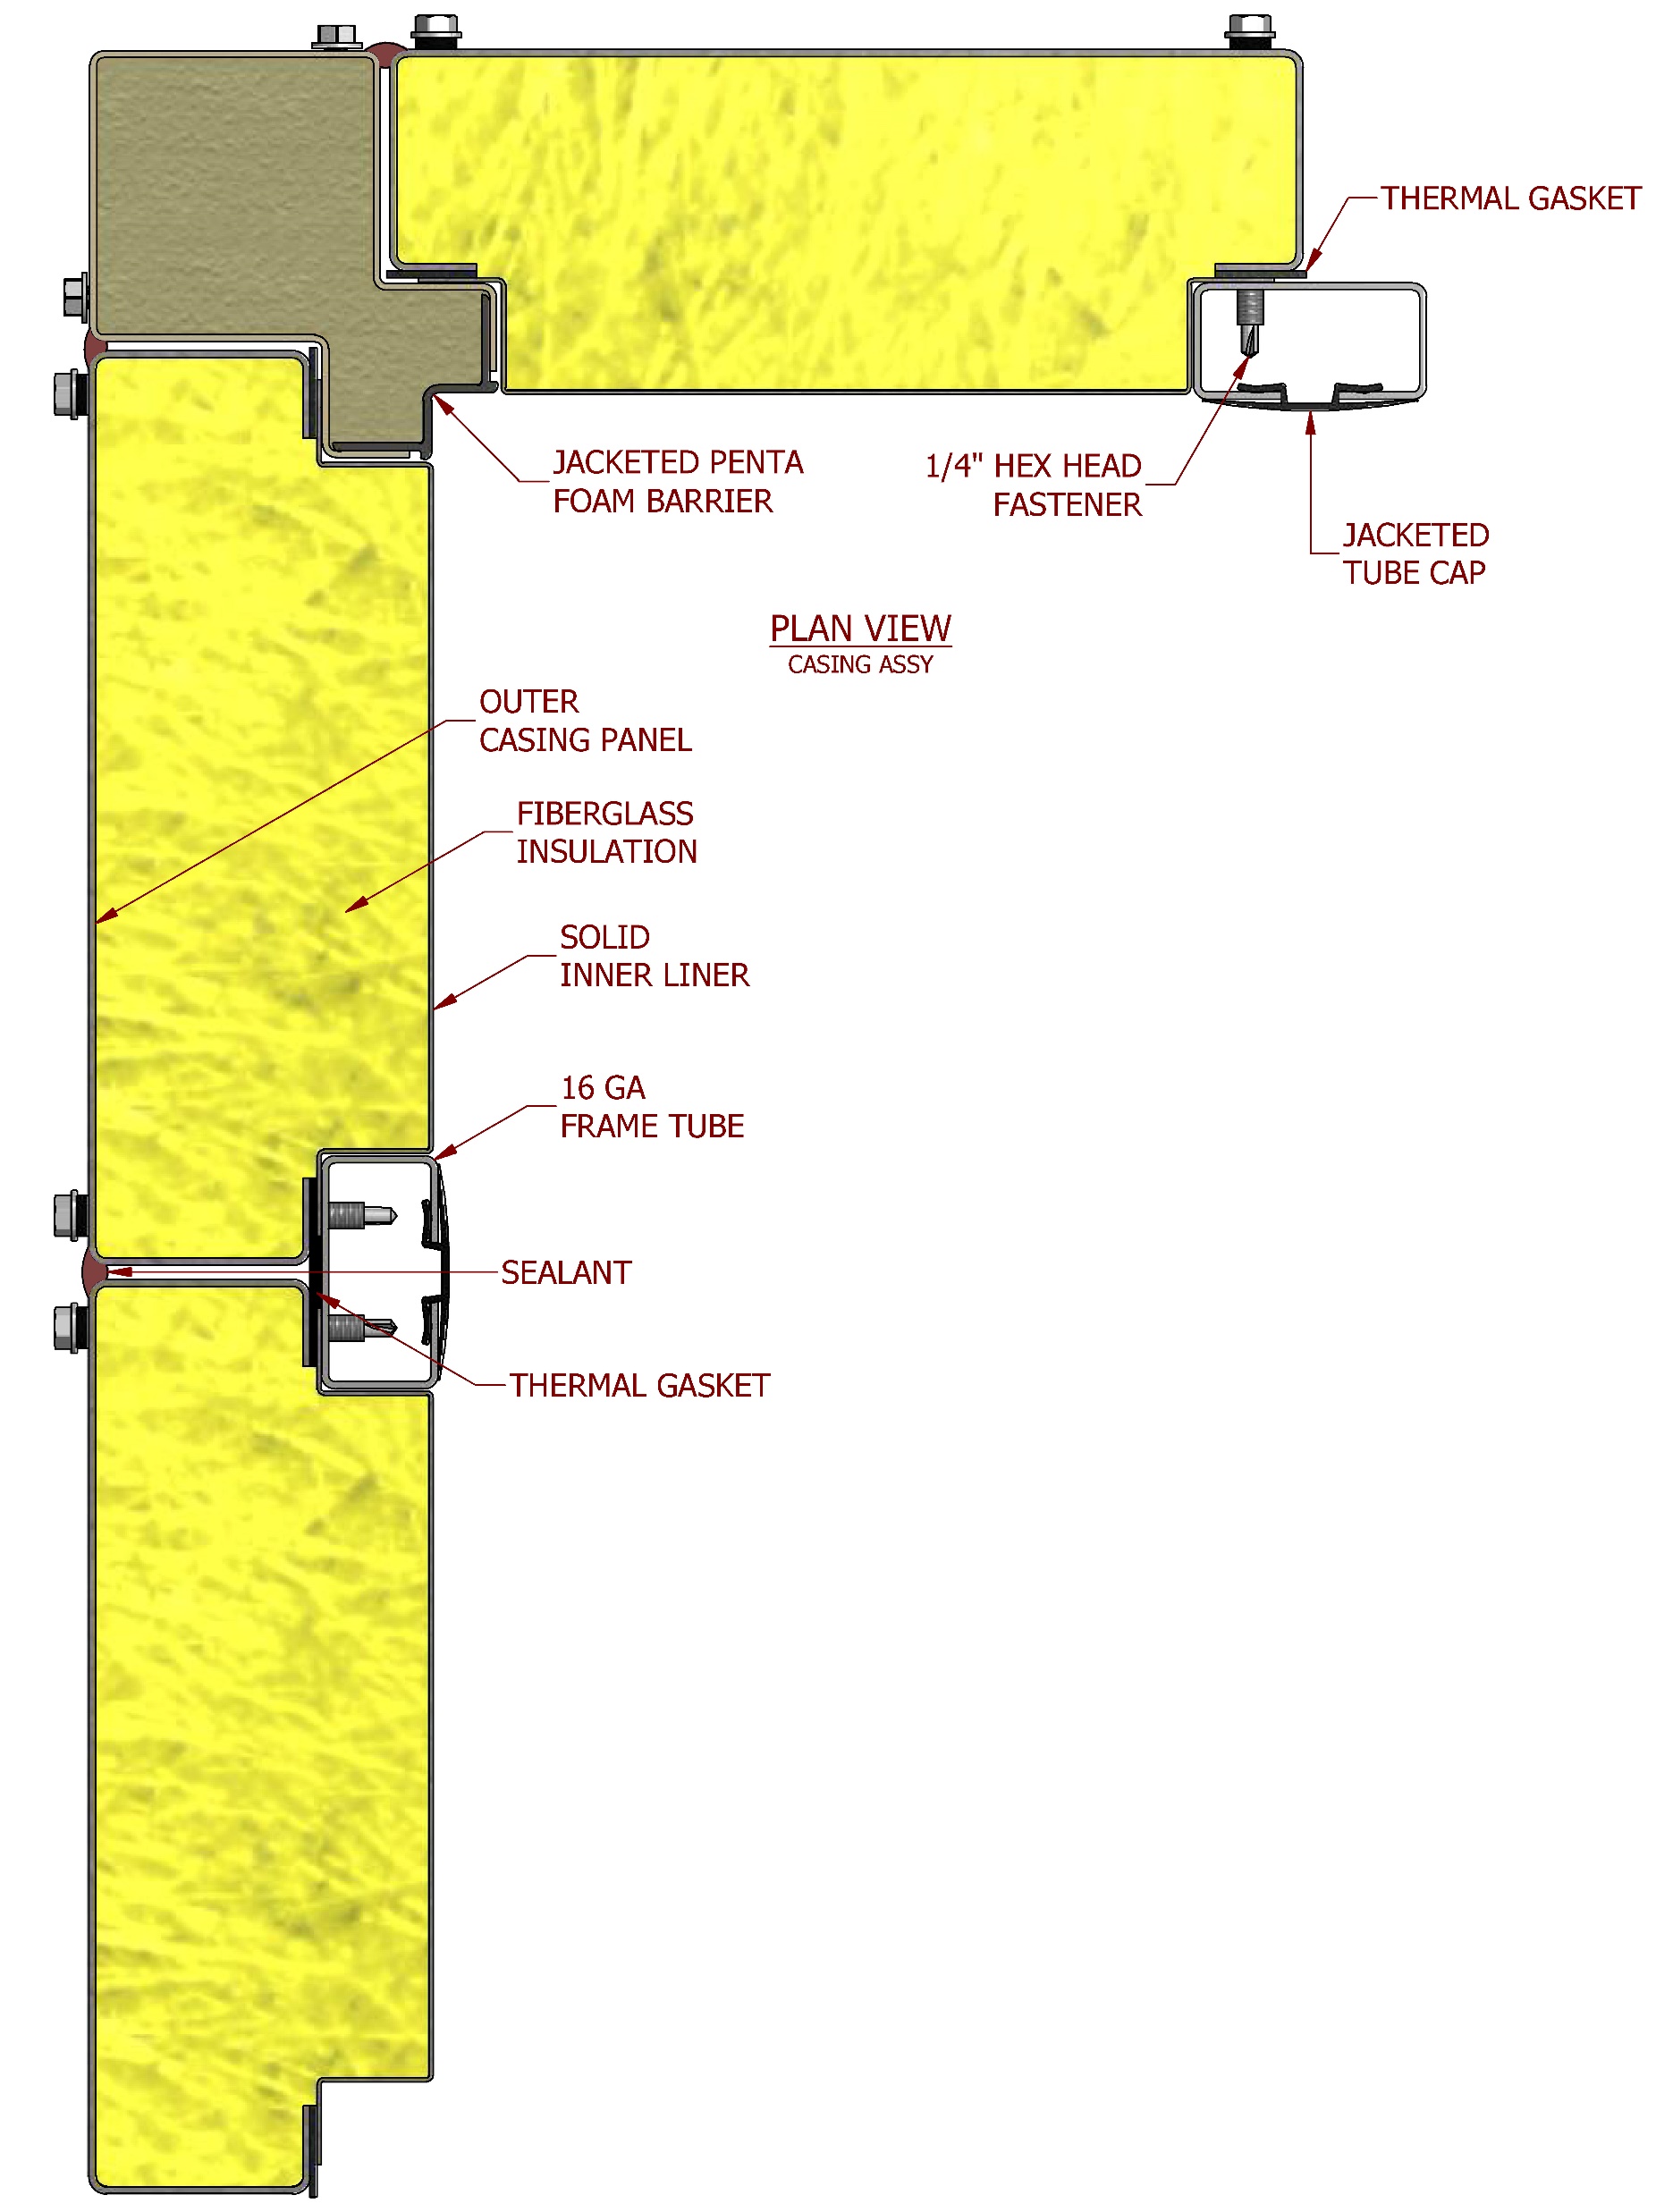 THERMAL GASKET
JACKETED PENTA
FOAM BARRIER
1/4" HEX HEAD
FASTENER
JACKETED
TUBE CAP
PLAN VIEW
CASING ASSY
OUTER
CASING PANEL
FIBERGLASS
INSULATION
SOLID
INNER LINER
16 GA
FRAME TUBE
SEALANT
THERMAL GASKET